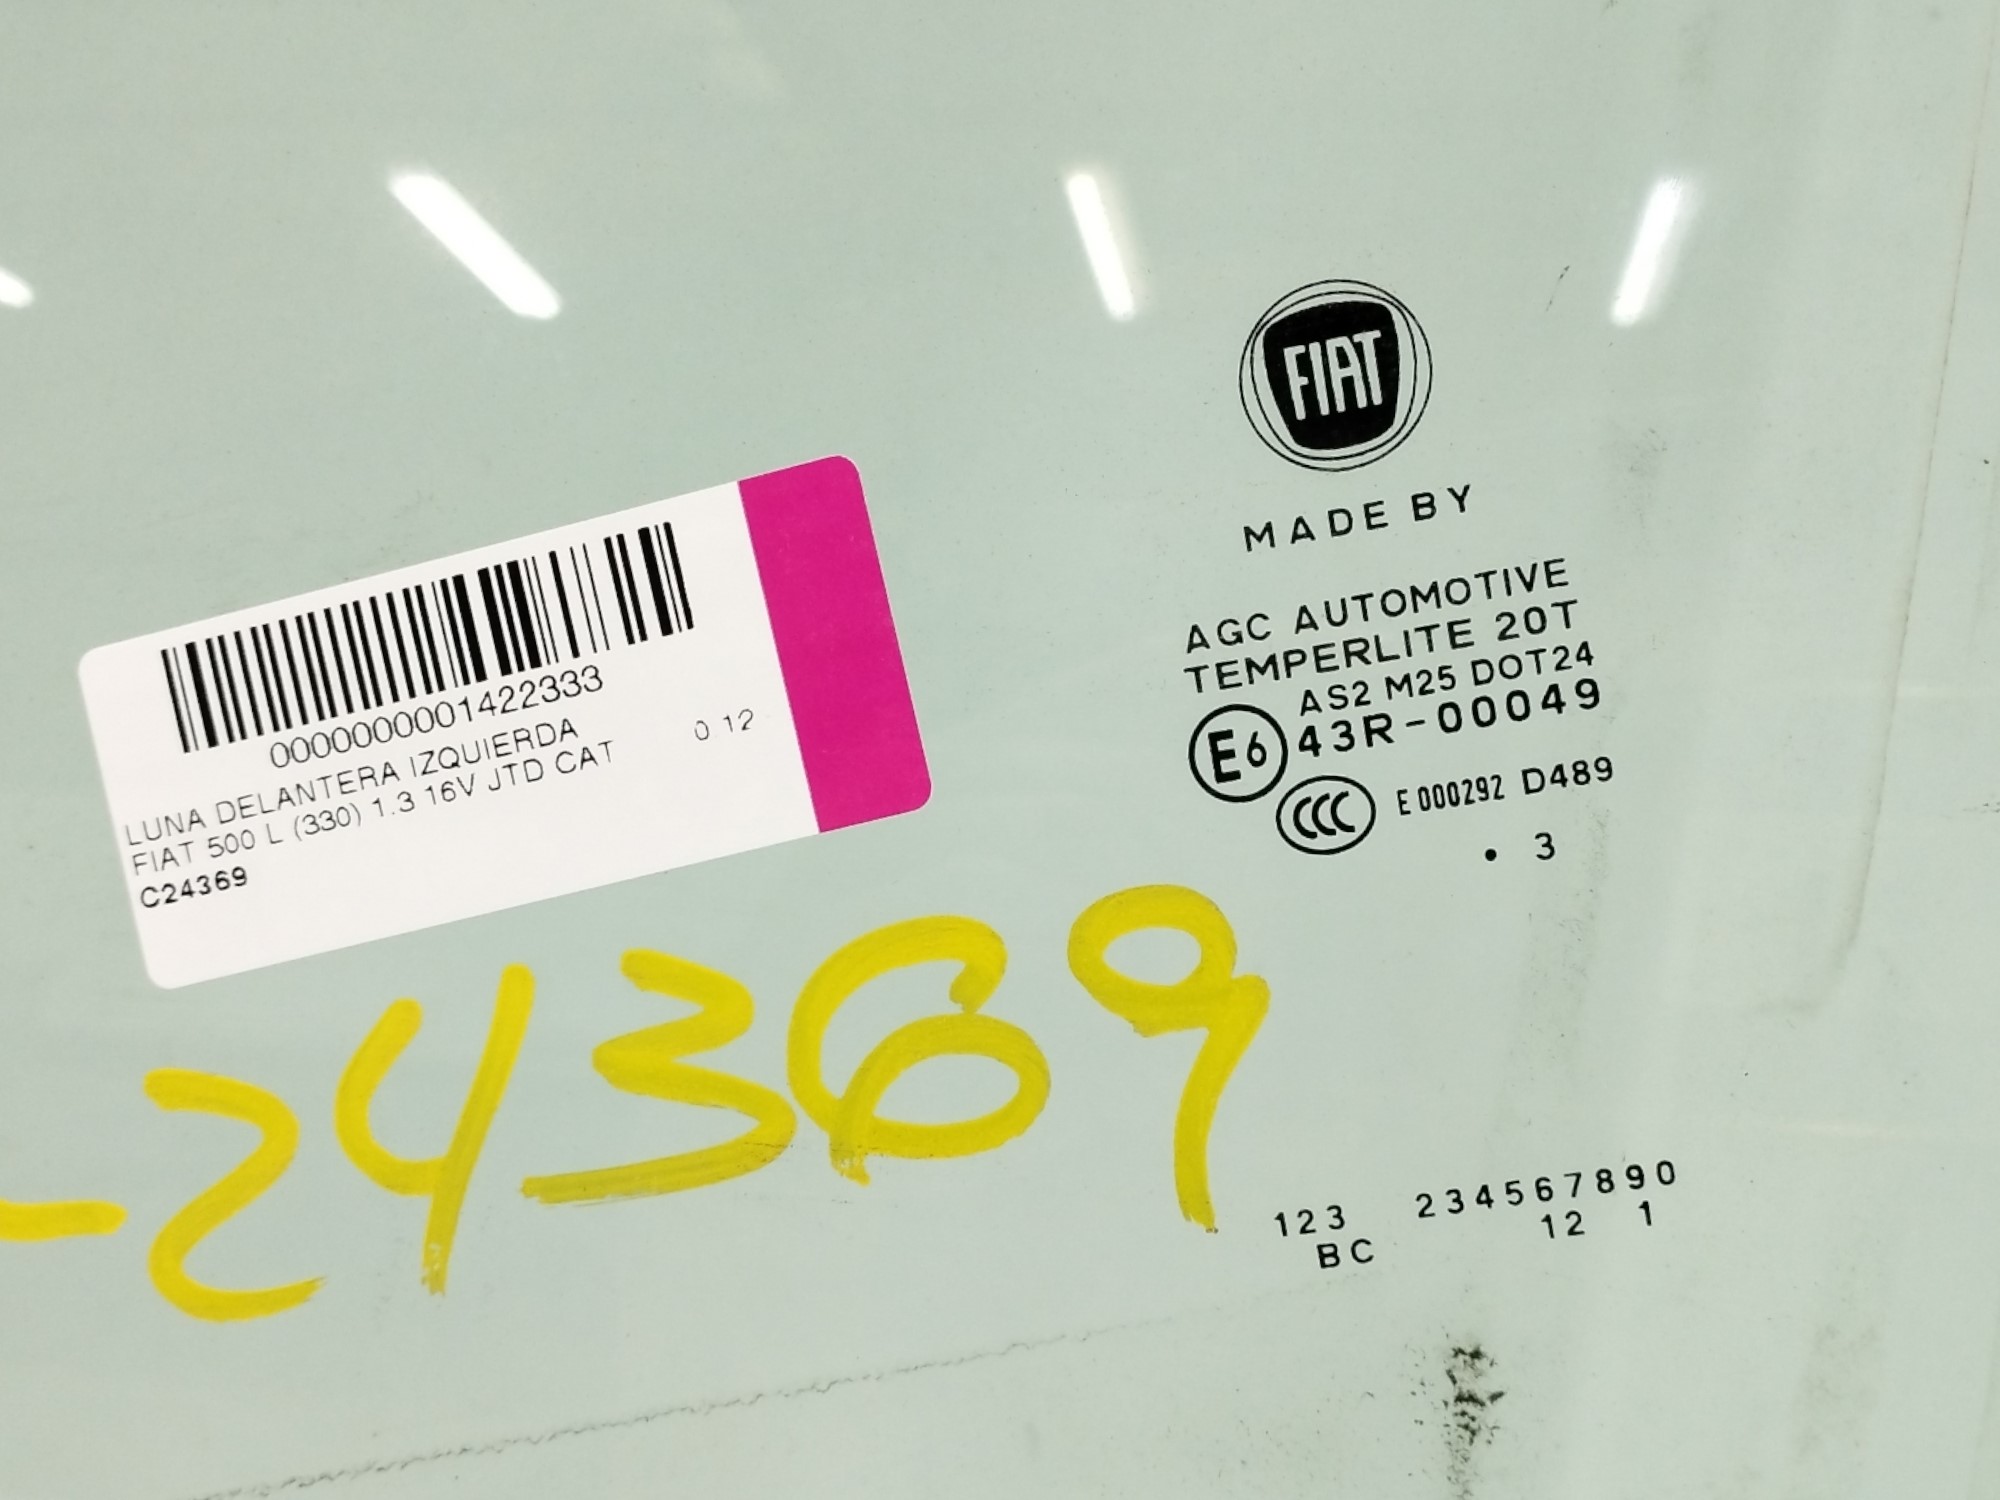 FIAT
MADE BY
AGC AUTOMOTIVE
TEMPERLITE 20T
AS2 M25 DOT24
E6 43R-00049
CCC E000292 D489
. 3
0000000001422333
LUNA DELANTERA IZQUIERDA
FIAT 500 L (330) 1.3 16V JTD CAT 0.12
C24369
-24369
123 234567890
BC 12 1